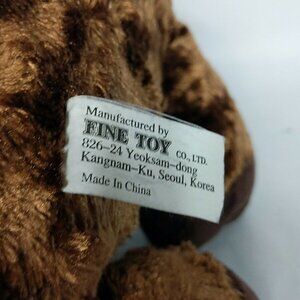 Manufactured by
FINE TOY CO., LTD.
826-24 Yeoksam-dong
Kangnam-Ku, Seoul, Korea
Made In China